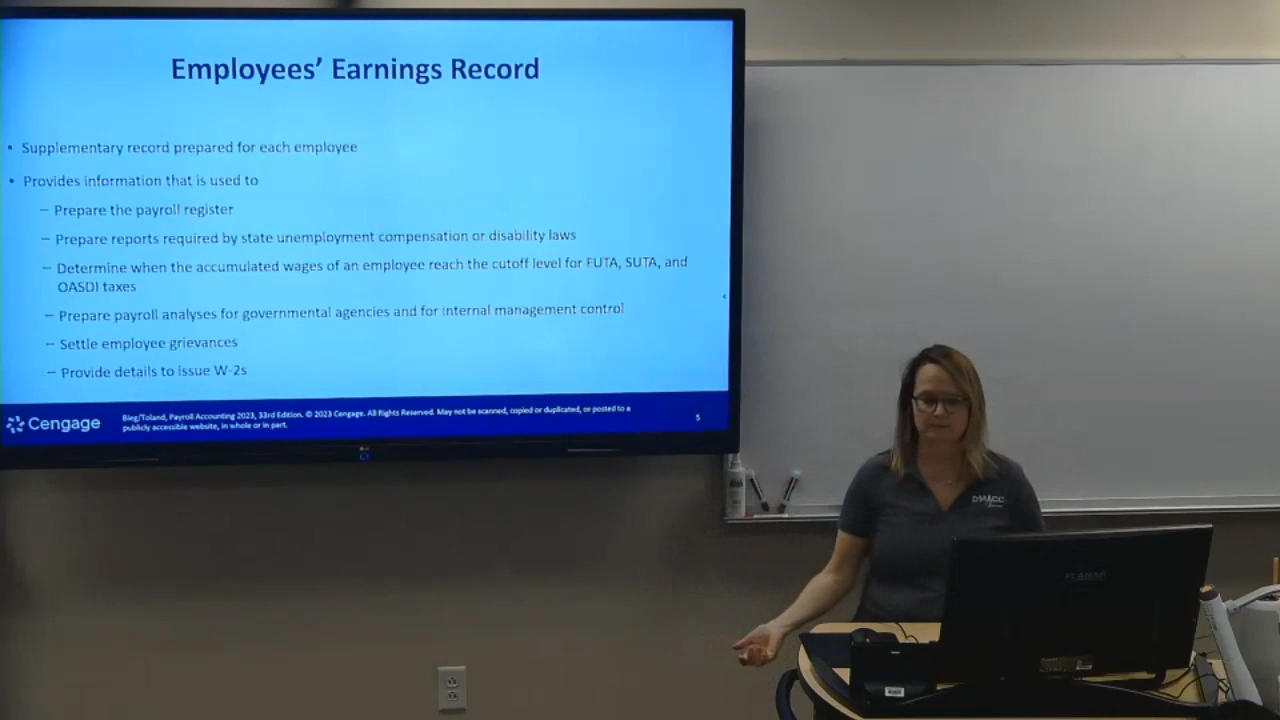 Employees' Earnings Record
• Supplementary record prepared for each employee
• Provides information that is used to
– Prepare the payroll register
– Prepare reports required by state unemployment compensation or disability laws
– Determine when the accumulated wages of an employee reach the cutoff level for FUTA, SUTA, and
OASDI taxes
– Prepare payroll analyses for governmental agencies and for internal management control
– Settle employee grievances
– Provide details to issue W-2s
Cengage
Bieg/Toland, Payroll Accounting 2023, 33rd Edition. © 2023 Cengage. All Rights Reserved. May not be scanned, copied or duplicated, or posted to a
publicly accessible website, in whole or in part.
5
DMACC
PLANAR